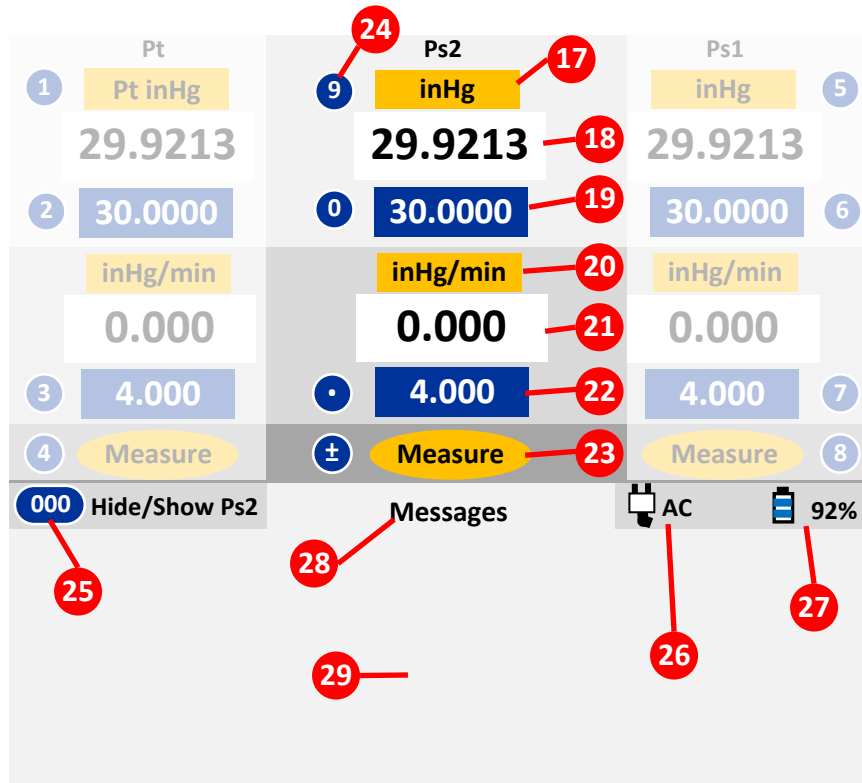 24
Pt Ps2 Ps1
17
1 Pt inHg 9 inHg inHg 5
29.9213 29.9213 18 29.9213
2 30.0000 0 30.0000 19 30.0000 6
inHg/min inHg/min 20 inHg/min
0.000 0.000 21 0.000
3 4.000 • 4.000 22 4.000 7
4 Measure ± Measure 23 Measure 8
000 Hide/Show Ps2 Messages AC 92%
28
25 27
26
29